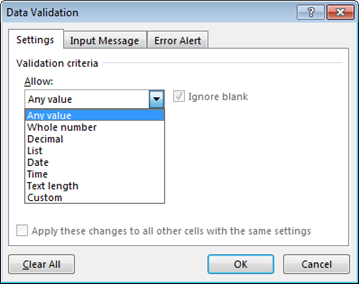 Data Validation
Settings Input Message Error Alert
Validation criteria
Allow:
Any value Ignore blank
Any value
Whole number
Decimal
List
Date
Time
Text length
Custom
Apply these changes to all other cells with the same settings
Clear All OK Cancel